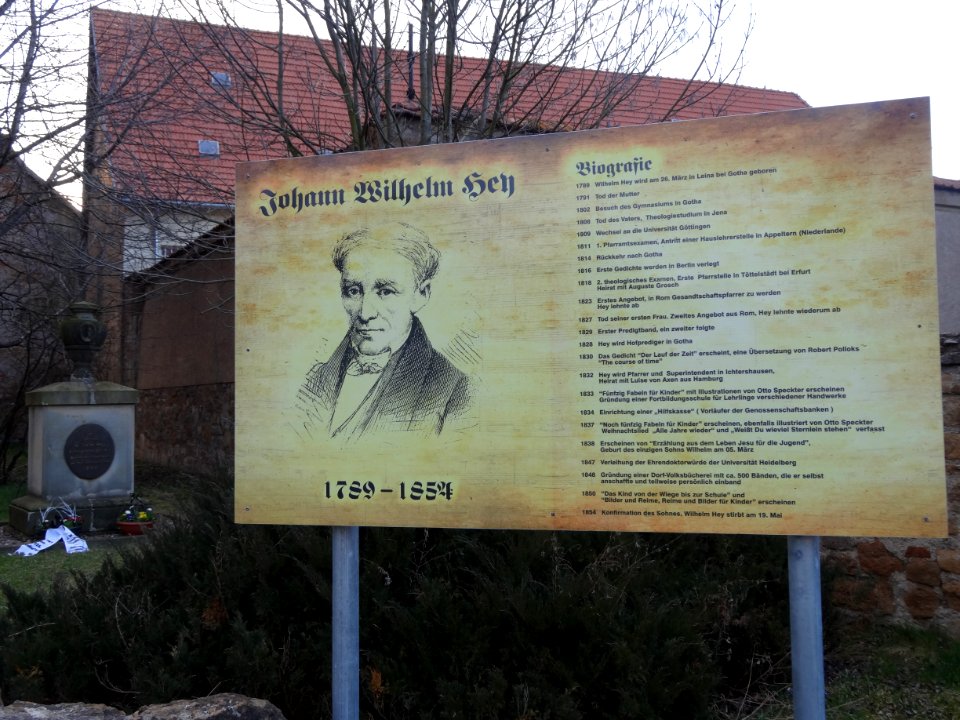 Johann Wilhelm Hey
1789 – 1854
Biografie
1789 Wilhelm Hey wird am 26. März in Leina bei Gotha geboren
1791 Tod der Mutter
1802 Besuch des Gymnasiums in Gotha
1808 Tod des Vaters, Theologiestudium in Jena
1809 Wechsel an die Universität Göttingen
1811 1. Pfarramtsexamen, Antritt einer Hauslehrerstelle in Appeltern (Niederlande)
1814 Rückkehr nach Gotha
1816 Erste Gedichte werden in Berlin verlegt
1818 2. theologisches Examen, Erste Pfarrstelle in Töttelstädt bei Erfurt
Heirat mit Auguste Grosch
1823 Erstes Angebot, in Rom Gesandtschaftspfarrer zu werden
Hey lehnte ab
1827 Tod seiner ersten Frau. Zweites Angebot aus Rom, Hey lehnte wiederum ab
1829 Erster Predigtband, ein zweiter folgte
1828 Hey wird Hofprediger in Gotha
1830 Das Gedicht "Der Lauf der Zeit" erscheint, eine Übersetzung von Robert Polloks
"The course of time"
1832 Hey wird Pfarrer und Superintendent in Ichtershausen,
Heirat mit Luise von Axen aus Hamburg
1833 "Fünfzig Fabeln für Kinder" mit Illustrationen von Otto Speckter erscheinen
Gründung einer Fortbildungsschule für Lehrlinge verschiedener Handwerke
1834 Einrichtung einer „Hilfskasse" ( Vorläufer der Genossenschaftsbanken )
1837 "Noch fünfzig Fabeln für Kinder" erscheinen, ebenfalls illustriert von Otto Speckter
Weihnachtslied „Alle Jahre wieder" und „Weißt Du wieviel Sternlein stehen" verfasst
1838 Erscheinen von "Erzählung aus dem Leben Jesu für die Jugend",
Geburt des einzigen Sohns Wilhelm am 05. März
1847 Verleihung der Ehrendoktorwürde der Universität Heidelberg
1848 Gründung einer Dorf-Volksbücherei mit ca. 500 Bänden, die er selbst
anschaffte und teilweise persönlich einband
1850 "Das Kind von der Wiege bis zur Schule" und
"Bilder und Reime, Reime und Bilder für Kinder" erscheinen
1854 Konfirmation des Sohnes, Wilhelm Hey stirbt am 19. Mai